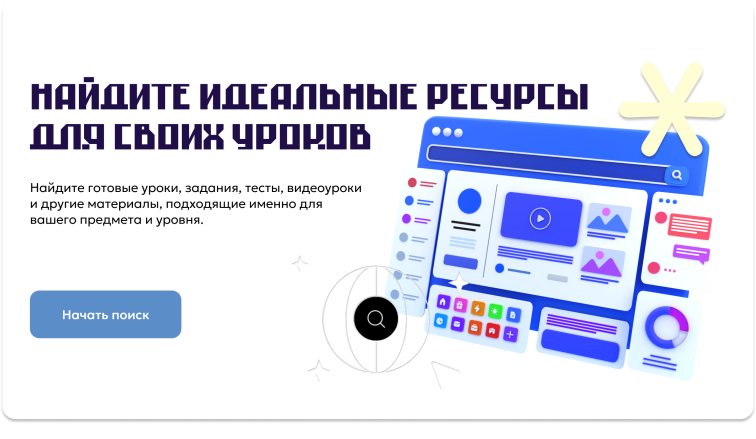 НАЙДИТЕ ИДЕАЛЬНЫЕ РЕСУРСЫ
ДЛЯ СВОИХ УРОКОВ
Найдите готовые уроки, задания, тесты, видеоуроки
и другие материалы, подходящие именно для
вашего предмета и уровня.
Начать поиск